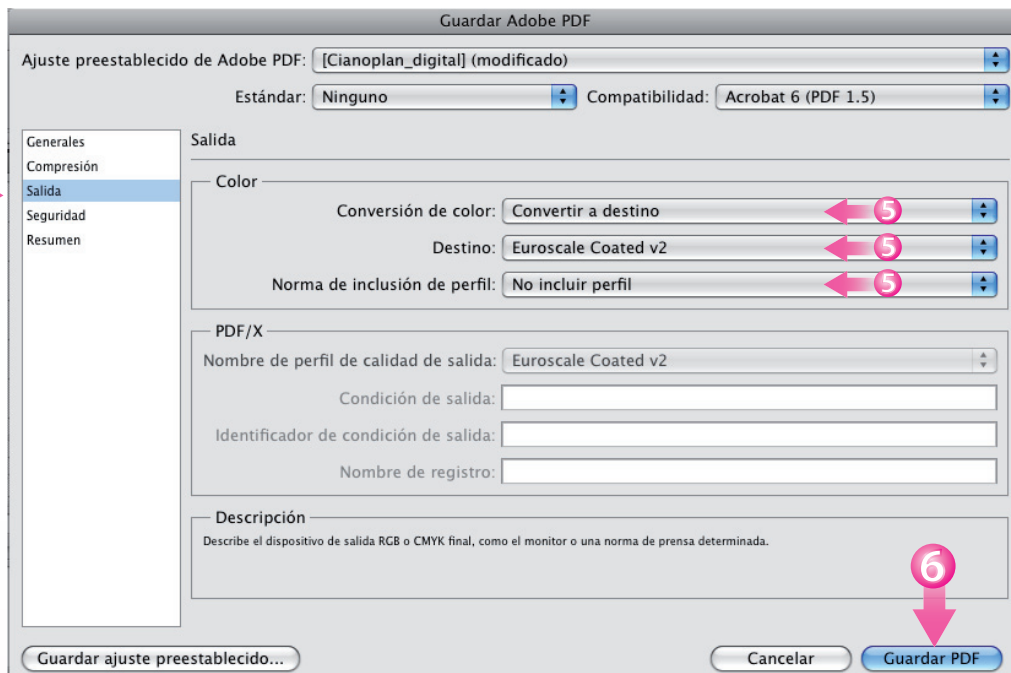 Guardar Adobe PDF
Ajuste preestablecido de Adobe PDF: [Cianoplan_digital] (modificado)
Estándar: Ninguno Compatibilidad: Acrobat 6 (PDF 1.5)
Generales
Compresión
Salida
Seguridad
Resumen
Salida
Color
Conversión de color: Convertir a destino 5
Destino: Euroscale Coated v2 5
Norma de inclusión de perfil: No incluir perfil 5
PDF/X
Nombre de perfil de calidad de salida: Euroscale Coated v2
Condición de salida:
Identificador de condición de salida:
Nombre de registro:
Descripción
Describe el dispositivo de salida RGB o CMYK final, como el monitor o una norma de prensa determinada.
6
Guardar ajuste preestablecido... Cancelar Guardar PDF